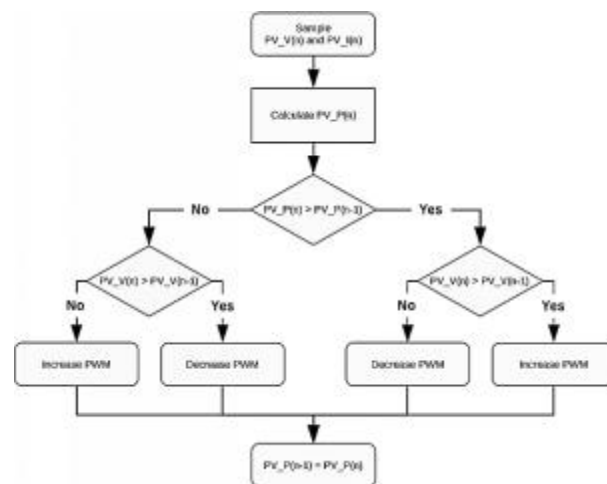 Sample
PV_V(n) and PV_I(n)
Calculate PV_P(n)
PV_P(n) > PV_P(n-1)
No
Yes
PV_V(n) > PV_V(n-1)
PV_V(n) > PV_V(n-1)
No
Yes
No
Yes
Increase PWM
Decrease PWM
Decrease PWM
Increase PWM
PV_P(n-1) = PV_P(n)